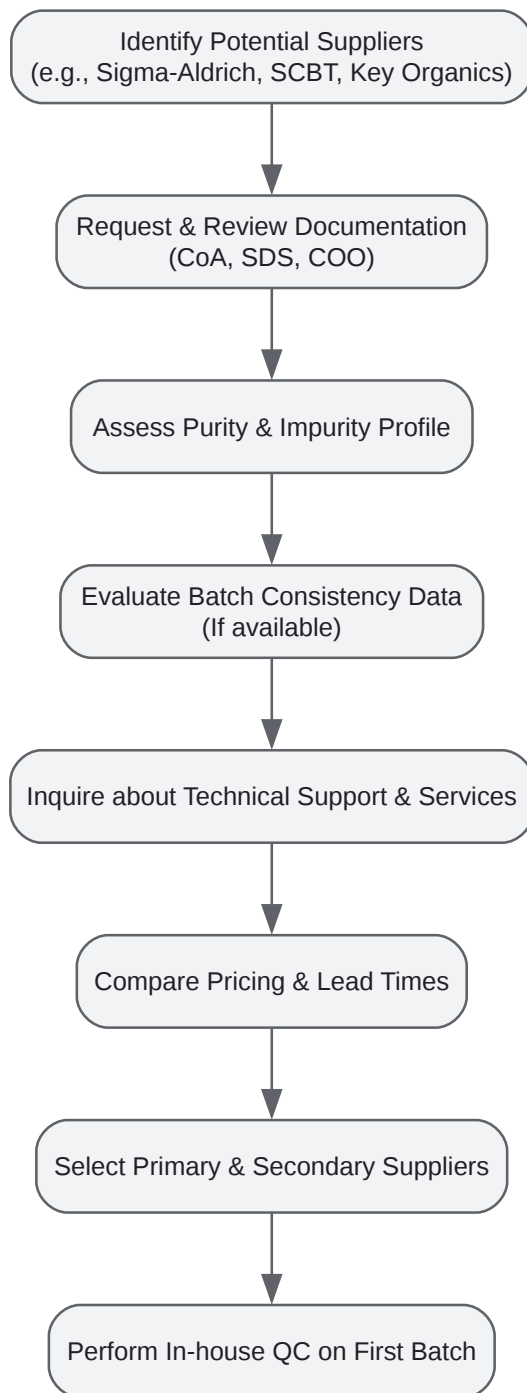 Identify Potential Suppliers
(e.g., Sigma-Aldrich, SCBT, Key Organics)
Request & Review Documentation
(CoA, SDS, COO)
Assess Purity & Impurity Profile
Evaluate Batch Consistency Data
(If available)
Inquire about Technical Support & Services
Compare Pricing & Lead Times
Select Primary & Secondary Suppliers
Perform In-house QC on First Batch